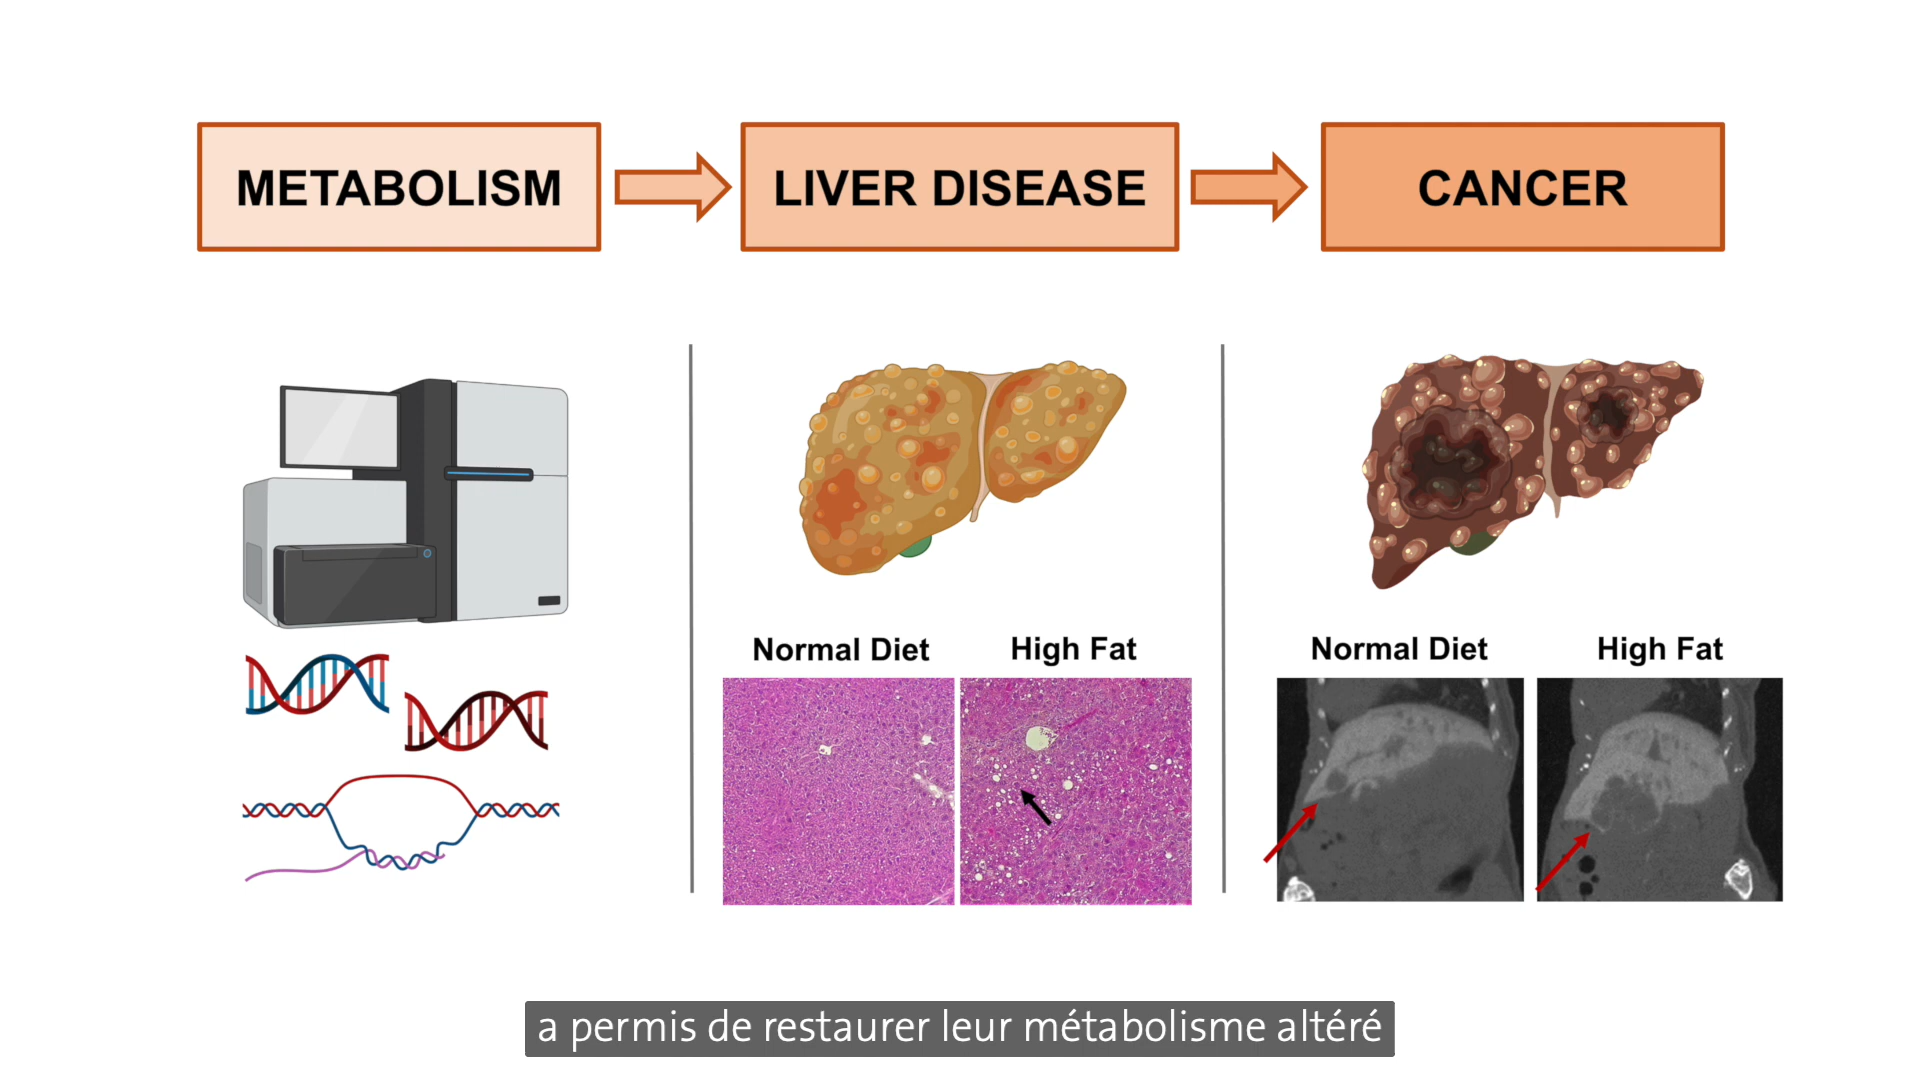 METABOLISM
LIVER DISEASE
CANCER
Normal Diet
High Fat
Normal Diet
High Fat
a permis de restaurer leur métabolisme altéré